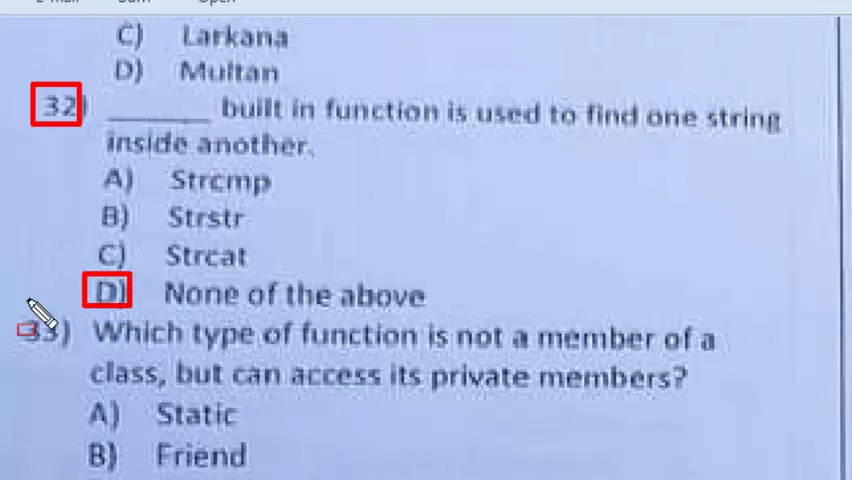 C) Larkana
D) Multan
32) ________ built in function is used to find one string
inside another.
A) Strcmp
B) Strstr
C) Strcat
D) None of the above
33) Which type of function is not a member of a
class, but can access its private members?
A) Static
B) Friend